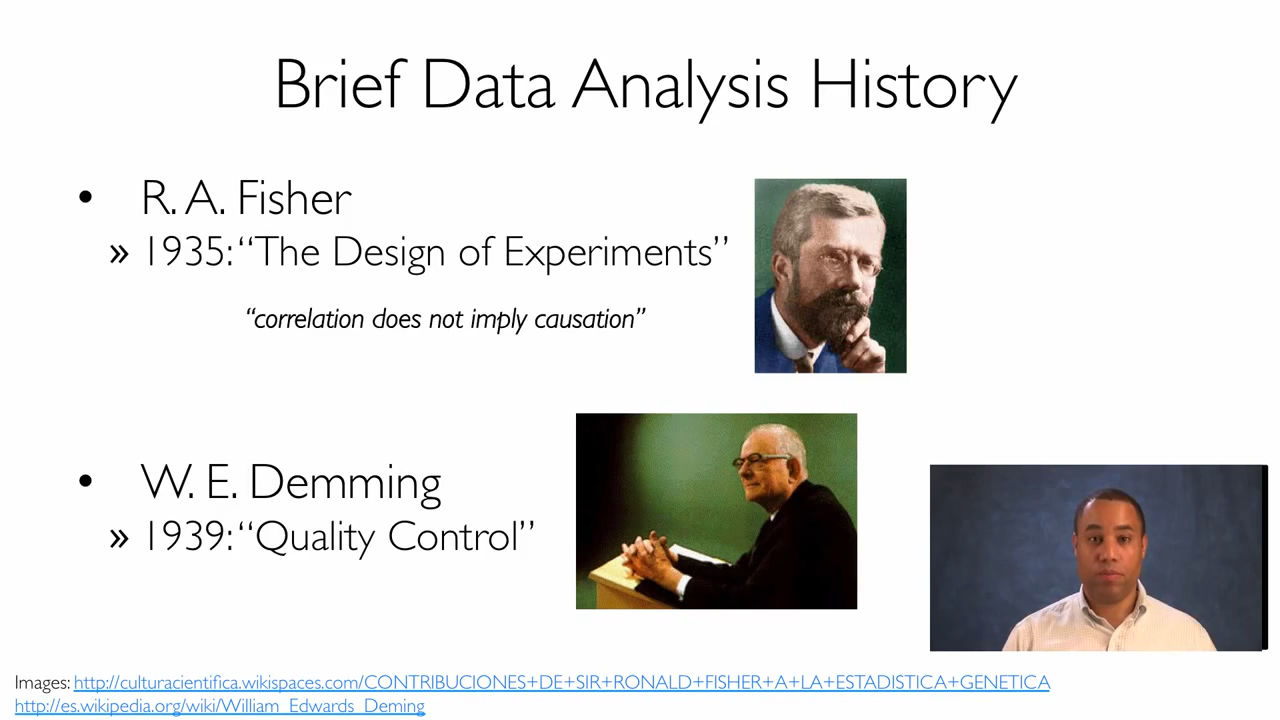 Brief Data Analysis History
• R. A. Fisher
» 1935: “The Design of Experiments”
“correlation does not imply causation”
• W. E. Demming
» 1939: “Quality Control”
Images: http://culturacientifica.wikispaces.com/CONTRIBUCIONES+DE+SIR+RONALD+FISHER+A+LA+ESTADISTICA+GENETICA
http://es.wikipedia.org/wiki/William_Edwards_Deming